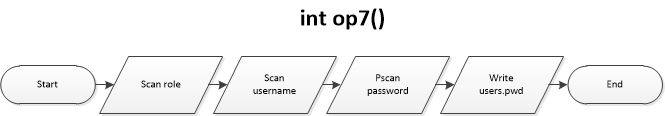 int op7()
Start
Scan role
Scan
username
Pscan
password
Write
users.pwd
End